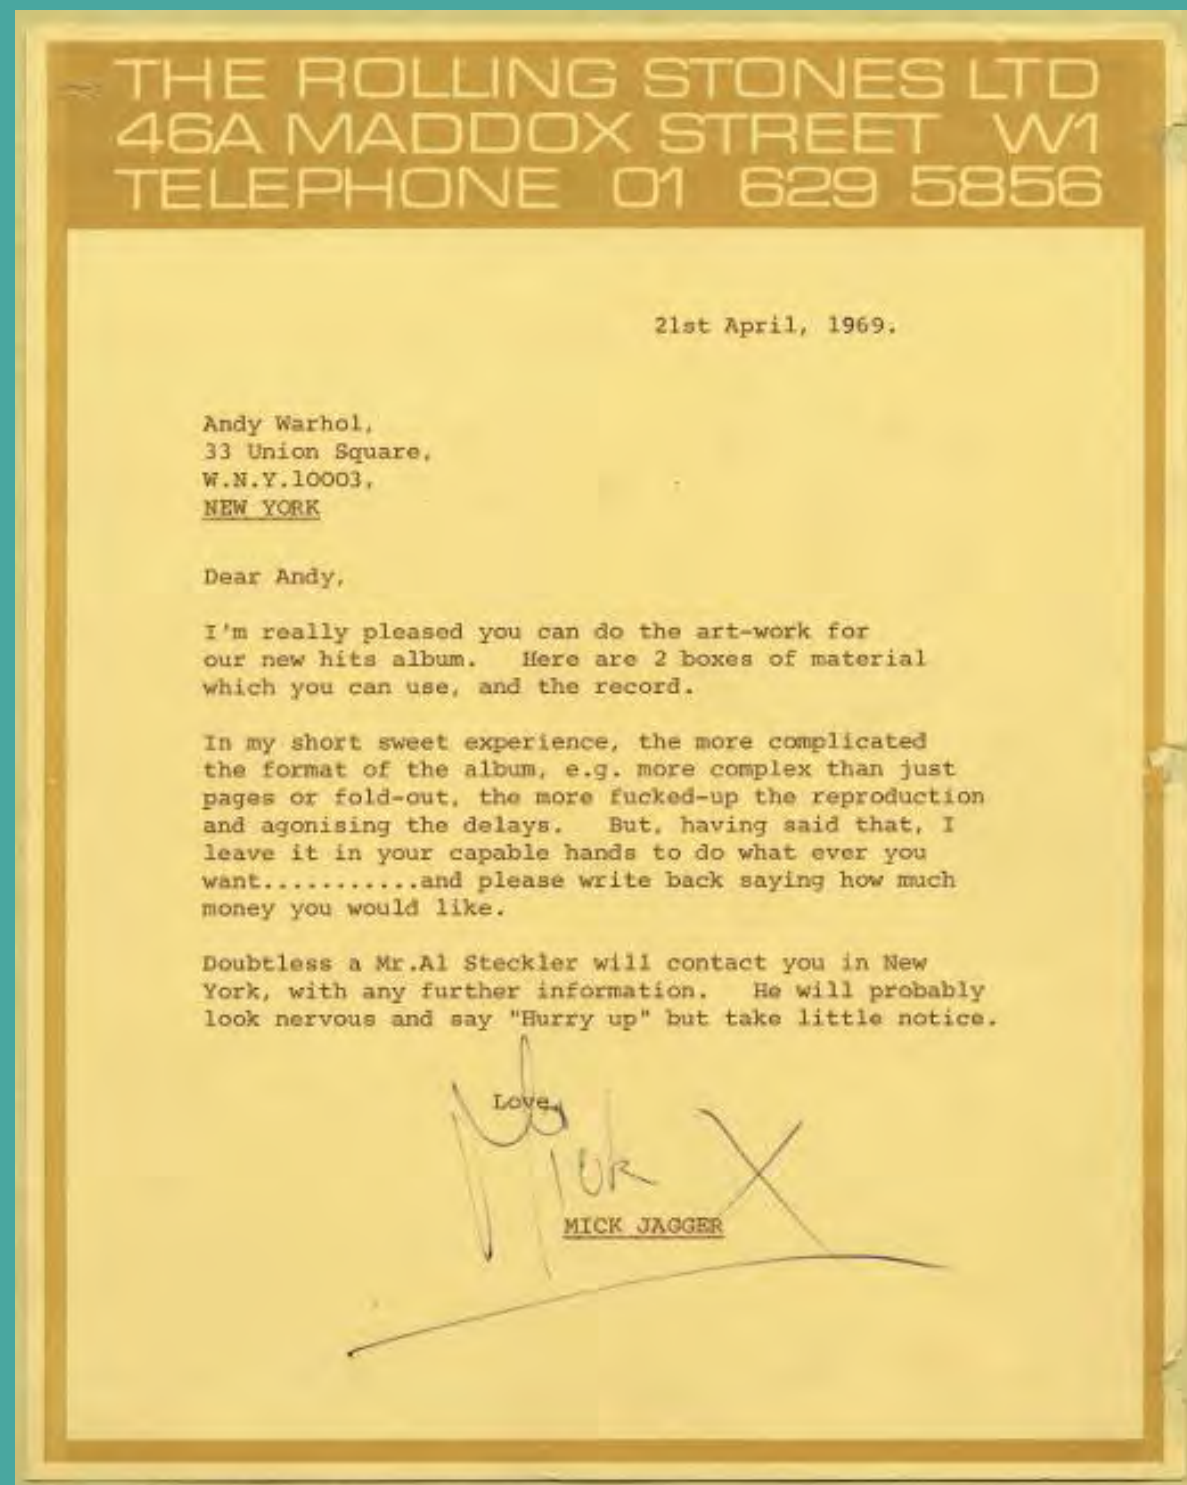 THE ROLLING STONES LTD
46A MADDOX STREET W1
TELEPHONE 01 629 5856
21st April, 1969.
Andy Warhol,
33 Union Square,
W.N.Y.10003,
NEW YORK
Dear Andy,
I'm really pleased you can do the art-work for
our new hits album. Here are 2 boxes of material
which you can use, and the record.
In my short sweet experience, the more complicated
the format of the album, e.g. more complex than just
pages or fold-out, the more fucked-up the reproduction
and agonising the delays. But, having said that, I
leave it in your capable hands to do what ever you
want...........and please write back saying how much
money you would like.
Doubtless a Mr.Al Steckler will contact you in New
York, with any further information. He will probably
look nervous and say "Hurry up" but take little notice.
Love,
Mick X
MICK JAGGER